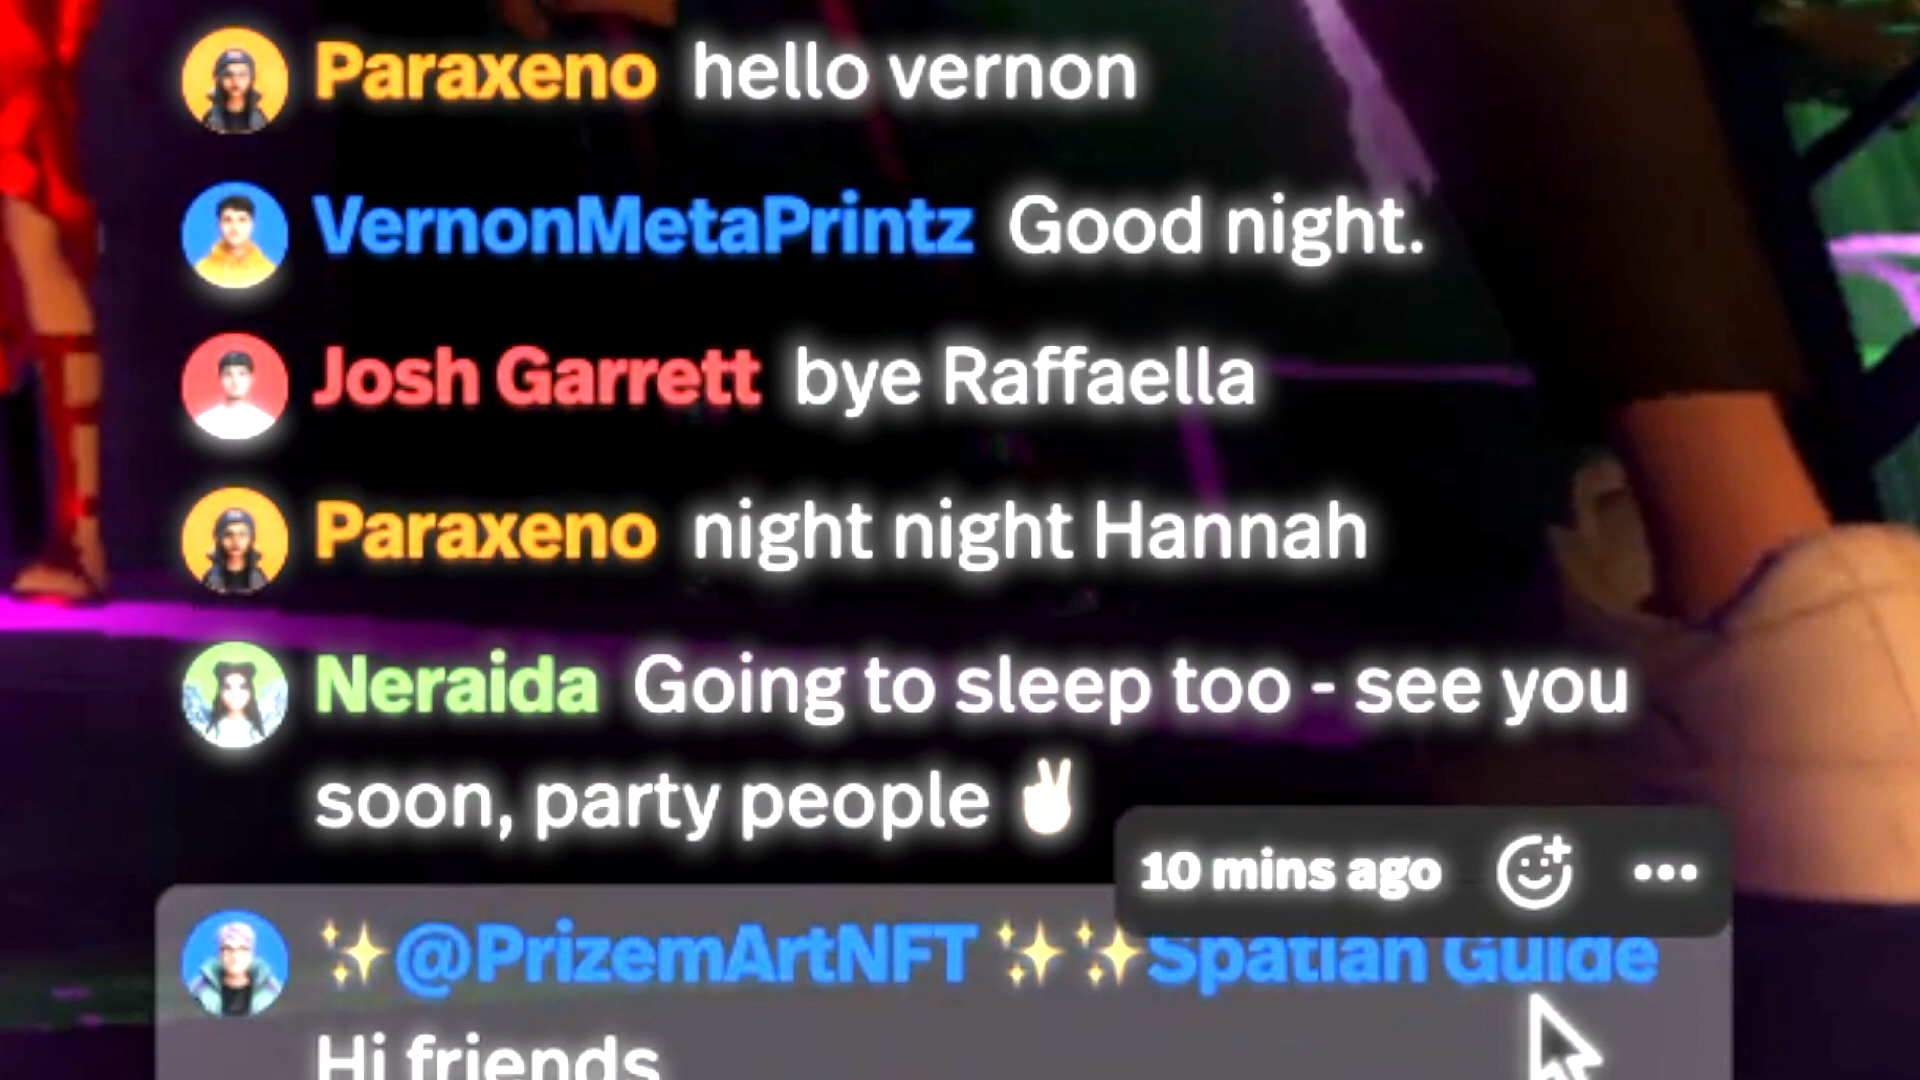 Paraxeno hello vernon
VernonMetaPrintz Good night.
Josh Garrett bye Raffaella
Paraxeno night night Hannah
Neraida Going to sleep too - see you
soon, party people ✌🏻
10 mins ago
✨@PrizemArtNFT ✨✨Spatian Guide
Hi friends